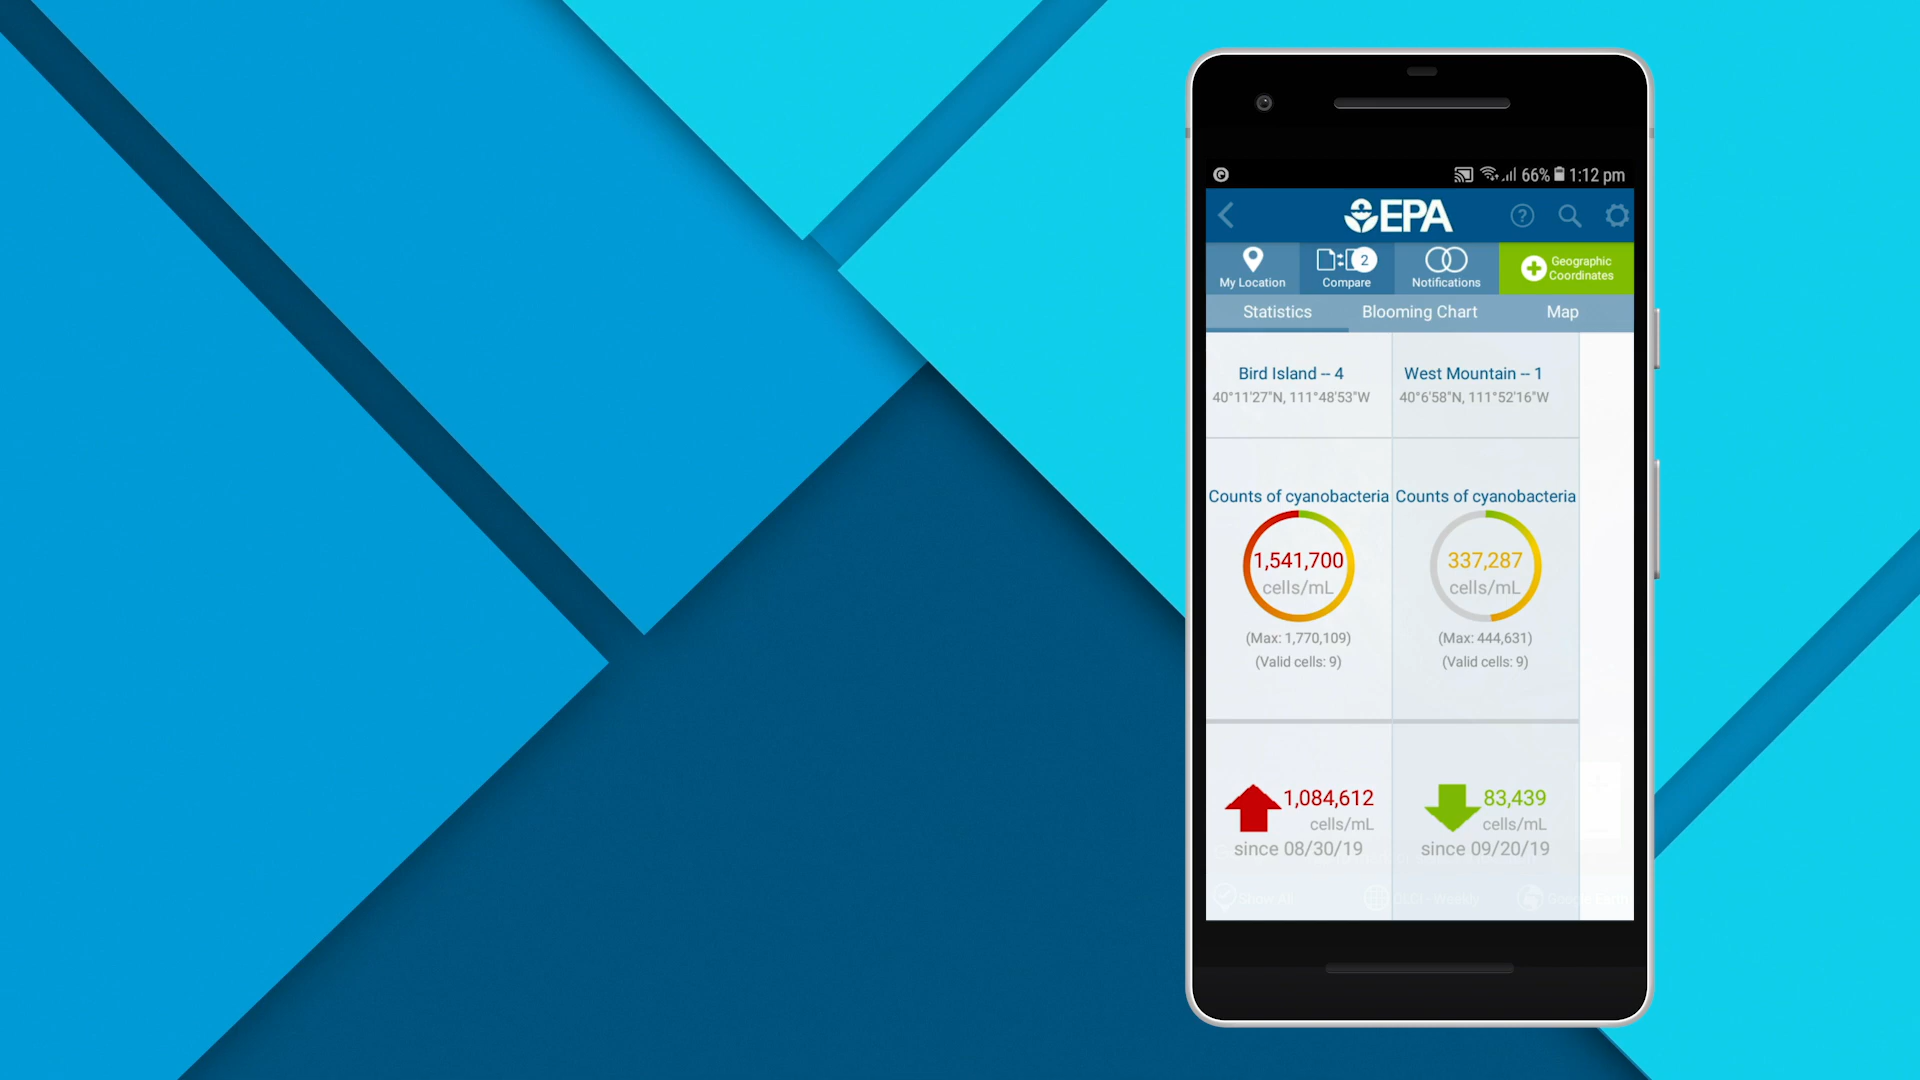 66% 1:12 pm
EPA
?
My Location
2
Compare
Notifications
Geographic
Coordinates
Statistics
Blooming Chart
Map
Bird Island -- 4
40°11'27"N, 111°48'53"W
West Mountain -- 1
40°6'58"N, 111°52'16"W
Counts of cyanobacteria
1,541,700
cells/mL
(Max: 1,770,109)
(Valid cells: 9)
Counts of cyanobacteria
337,287
cells/mL
(Max: 444,631)
(Valid cells: 9)
1,084,612
cells/mL
since 08/30/19
83,439
cells/mL
since 09/20/19
Show All